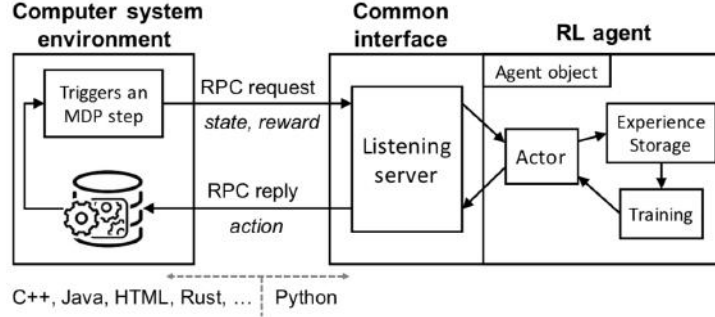 Computer system
environment
Common
interface
RL agent
Triggers an
MDP step
RPC request
state, reward
RPC reply
action
Listening
server
Agent object
Actor
Experience
Storage
Training
C++, Java, HTML, Rust, ...
Python